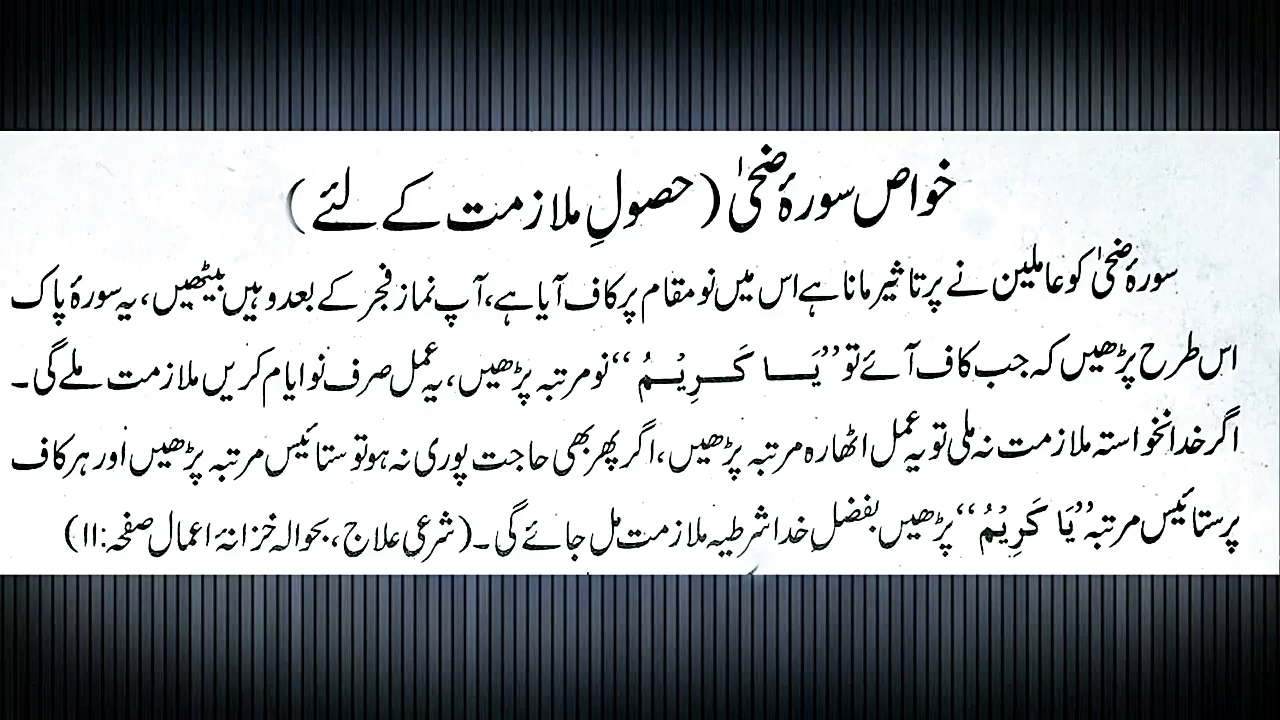 خواص سورۂ ضحیٰ (حصولِ ملازمت کے لئے)
سورۂ ضحیٰ کو عاملین نے پرتاثیر مانا ہے اس میں نو مقام پر کاف آیا ہے، آپ نماز فجر کے بعد وہیں بیٹھیں، یہ سورۂ پاک
اس طرح پڑھیں کہ جب کاف آئے تو ”یَا کَرِیْمُ“ نو مرتبہ پڑھیں، یہ عمل صرف نو ایام کریں ملازمت ملے گی۔
اگر خدانخواستہ ملازمت نہ ملی تو یہ عمل اٹھارہ مرتبہ پڑھیں، اگر پھر بھی حاجت پوری نہ ہو تو ستائیس مرتبہ پڑھیں اور ہر کاف
پر ستائیس مرتبہ ”یَا کَرِیْمُ“ پڑھیں بفضلِ خدا شرطیہ ملازمت مل جائے گی۔ (شرعی علاج، بحوالہ خزانۂ اعمال صفحہ: ۱۱)